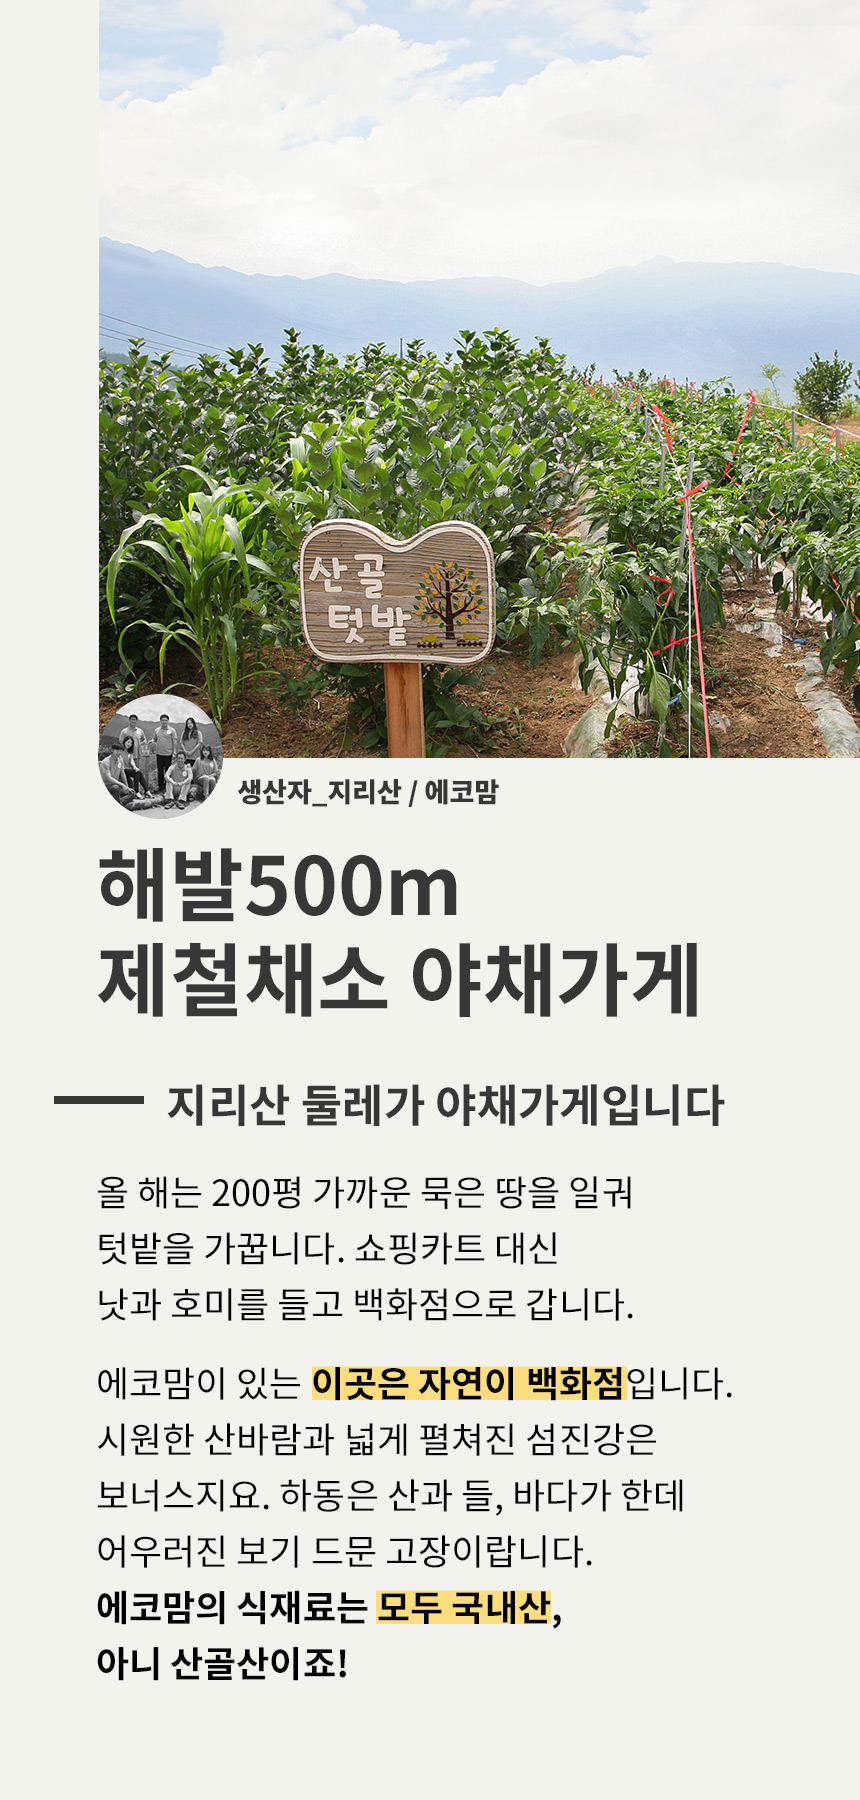 산골
텃밭
생산자_지리산 / 에코맘
해발500m
제철채소 야채가게
지리산 둘레가 야채가게입니다
올 해는 200평 가까운 묵은 땅을 일궈
텃밭을 가꿉니다. 쇼핑카트 대신
낫과 호미를 들고 백화점으로 갑니다.
에코맘이 있는 이곳은 자연이 백화점입니다.
시원한 산바람과 넓게 펼쳐진 섬진강은
보너스지요. 하동은 산과 들, 바다가 한데
어우러진 보기 드문 고장이랍니다.
에코맘의 식재료는 모두 국내산,
아니 산골산이죠!